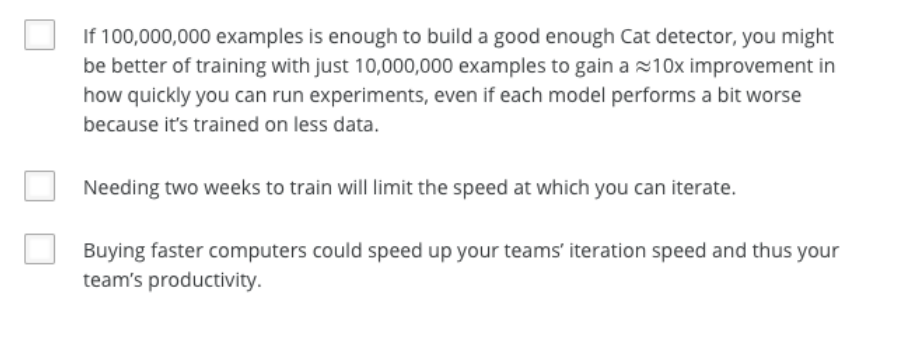 If 100,000,000 examples is enough to build a good enough Cat detector, you might
be better of training with just 10,000,000 examples to gain a ≈10x improvement in
how quickly you can run experiments, even if each model performs a bit worse
because it’s trained on less data.
Needing two weeks to train will limit the speed at which you can iterate.
Buying faster computers could speed up your teams’ iteration speed and thus your
team’s productivity.